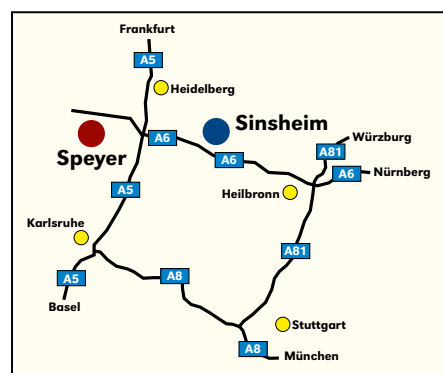 Frankfurt
A5
Heidelberg
Sinsheim
A6
Speyer
A81
Würzburg
A6
A6
Nürnberg
A5
Heilbronn
Karlsruhe
A81
A5
A8
Basel
Stuttgart
A8
München